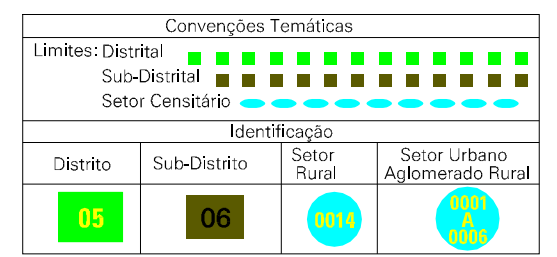 Convenções Temáticas
Limites: Distrital
Sub-Distrital
Setor Censitário
Identificação
Distrito
Sub-Distrito
Setor
Rural
Setor Urbano
Aglomerado Rural
05
06
0014
0001
A
0006